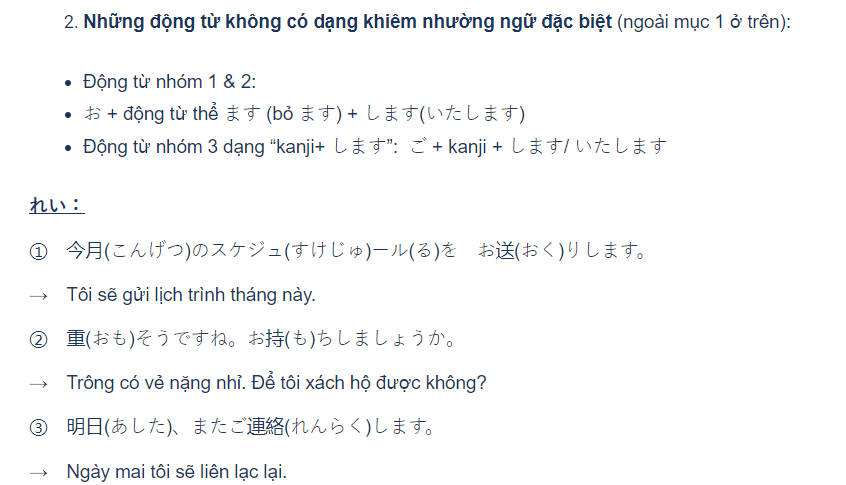 2. Những động từ không có dạng khiêm nhường ngữ đặc biệt (ngoài mục 1 ở trên):
• Động từ nhóm 1 & 2:
• お + động từ thể ます (bỏ ます) + します(いたします)
• Động từ nhóm 3 dạng “kanji+ します”: ご + kanji + します/ いたします
れい：
① 今月(こんげつ)のスケジュ(すけじゅ)ール(る)を　お送(おく)りします。
→ Tôi sẽ gửi lịch trình tháng này.
② 重(おも)そうですね。お持(も)ちしましょうか。
→ Trông có vẻ nặng nhỉ. Để tôi xách hộ được không?
③ 明日(あした)、またご連絡(れんらく)します。
→ Ngày mai tôi sẽ liên lạc lại.